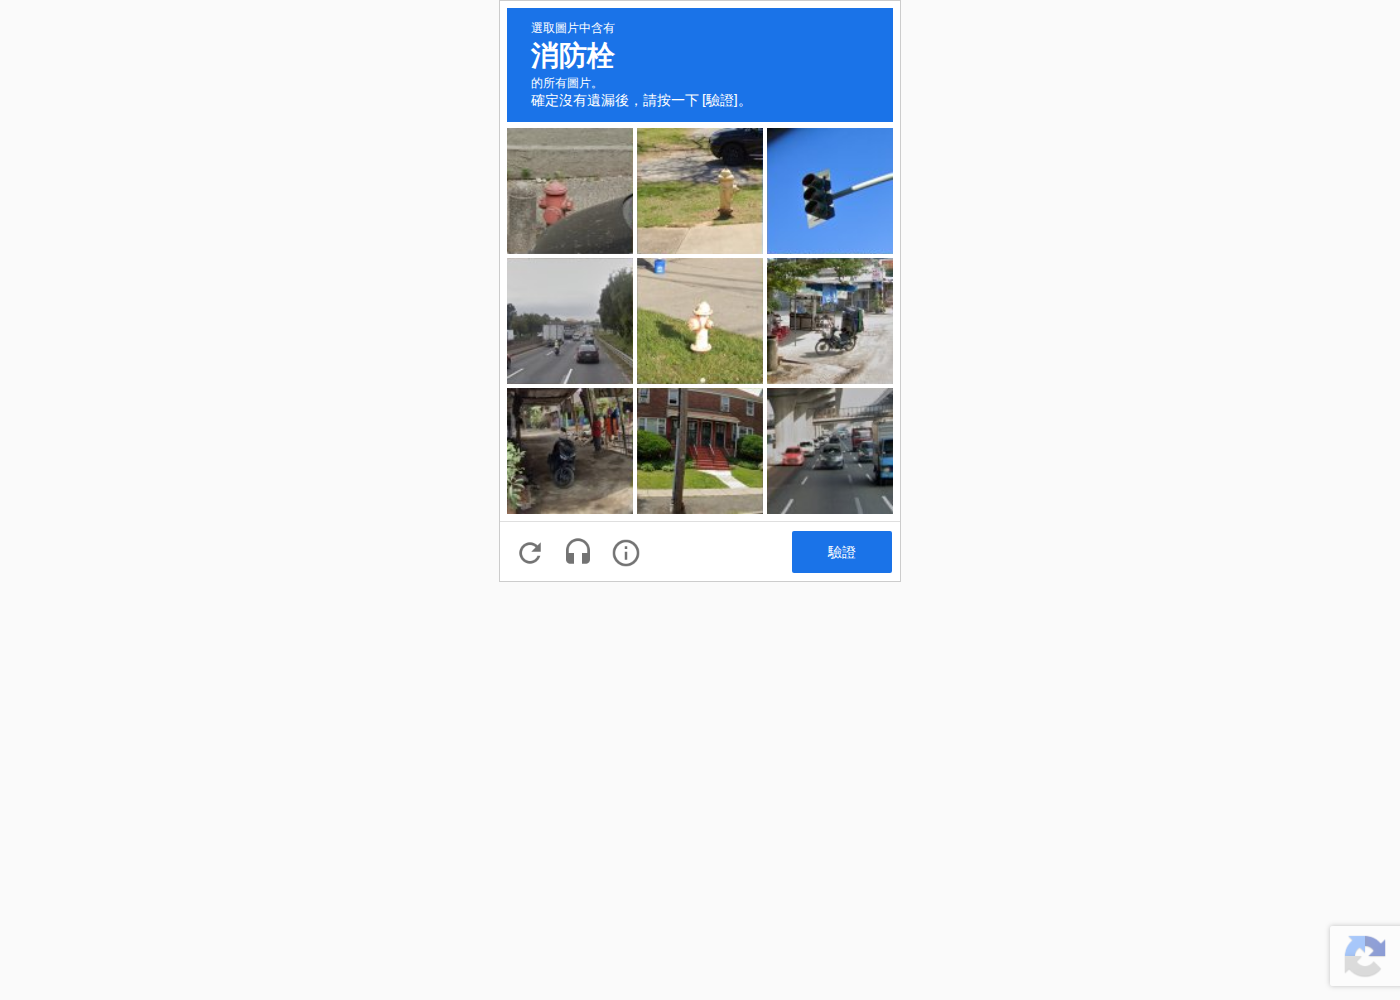 選取圖片中含有
消防栓
的所有圖片。
確定沒有遺漏後，請按一下 [驗證]。
驗證